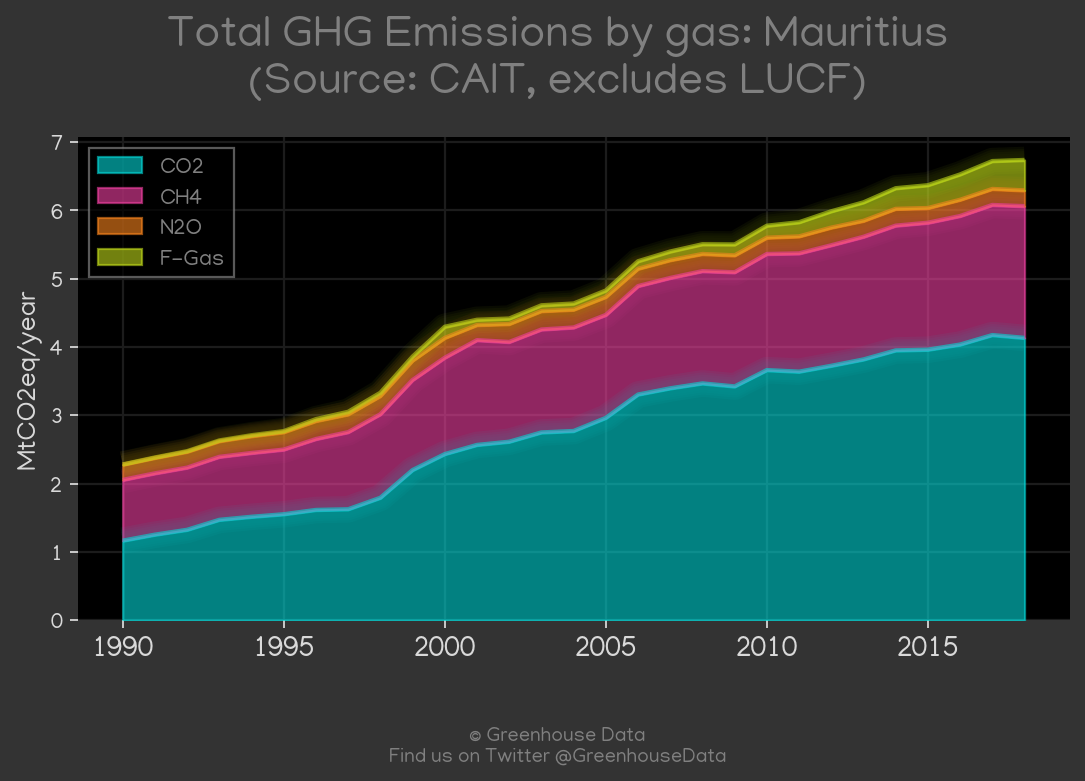 Total GHG Emissions by gas: Mauritius
(Source: CAIT, excludes LUCF)
7
6
5
4
3
2
1
0
MtCO2eq/year
CO2
CH4
N2O
F-Gas
1990 1995 2000 2005 2010 2015
© Greenhouse Data
Find us on Twitter @GreenhouseData